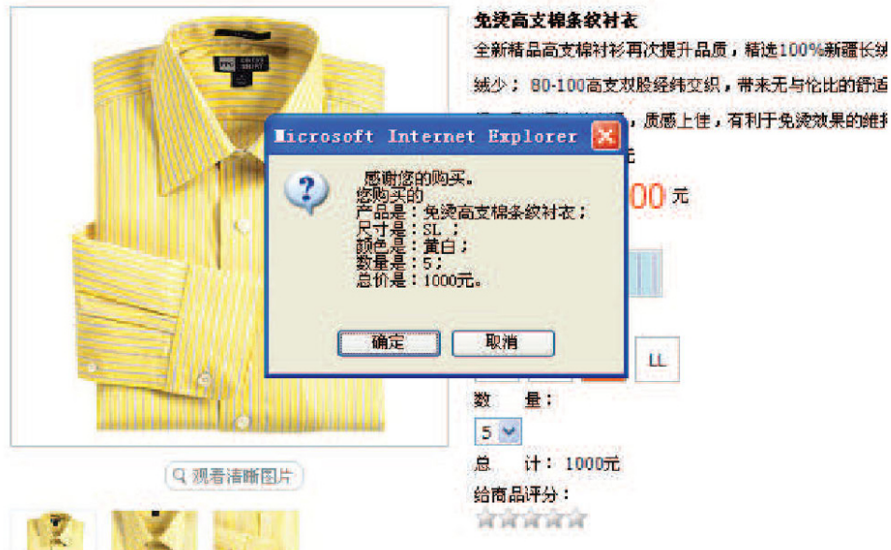 免烫高支棉条纹衬衣
全新精品高支棉衬衫再次提升品质，精选100%新疆长绒
绒少； 80-100高支双股经纬交织，带来无与伦比的舒适
，质感上佳，有利于免烫效果的维护
元
00 元
Microsoft Internet Explorer
感谢您的购买。
您购买的
产品是：免烫高支棉条纹衬衣；
尺寸是：SL ；
颜色是：黄白；
数量是：5；
总价是：1000元。
确定 取消
LL
数 量：
5
总 计： 1000元
给商品评分：
观看清晰图片